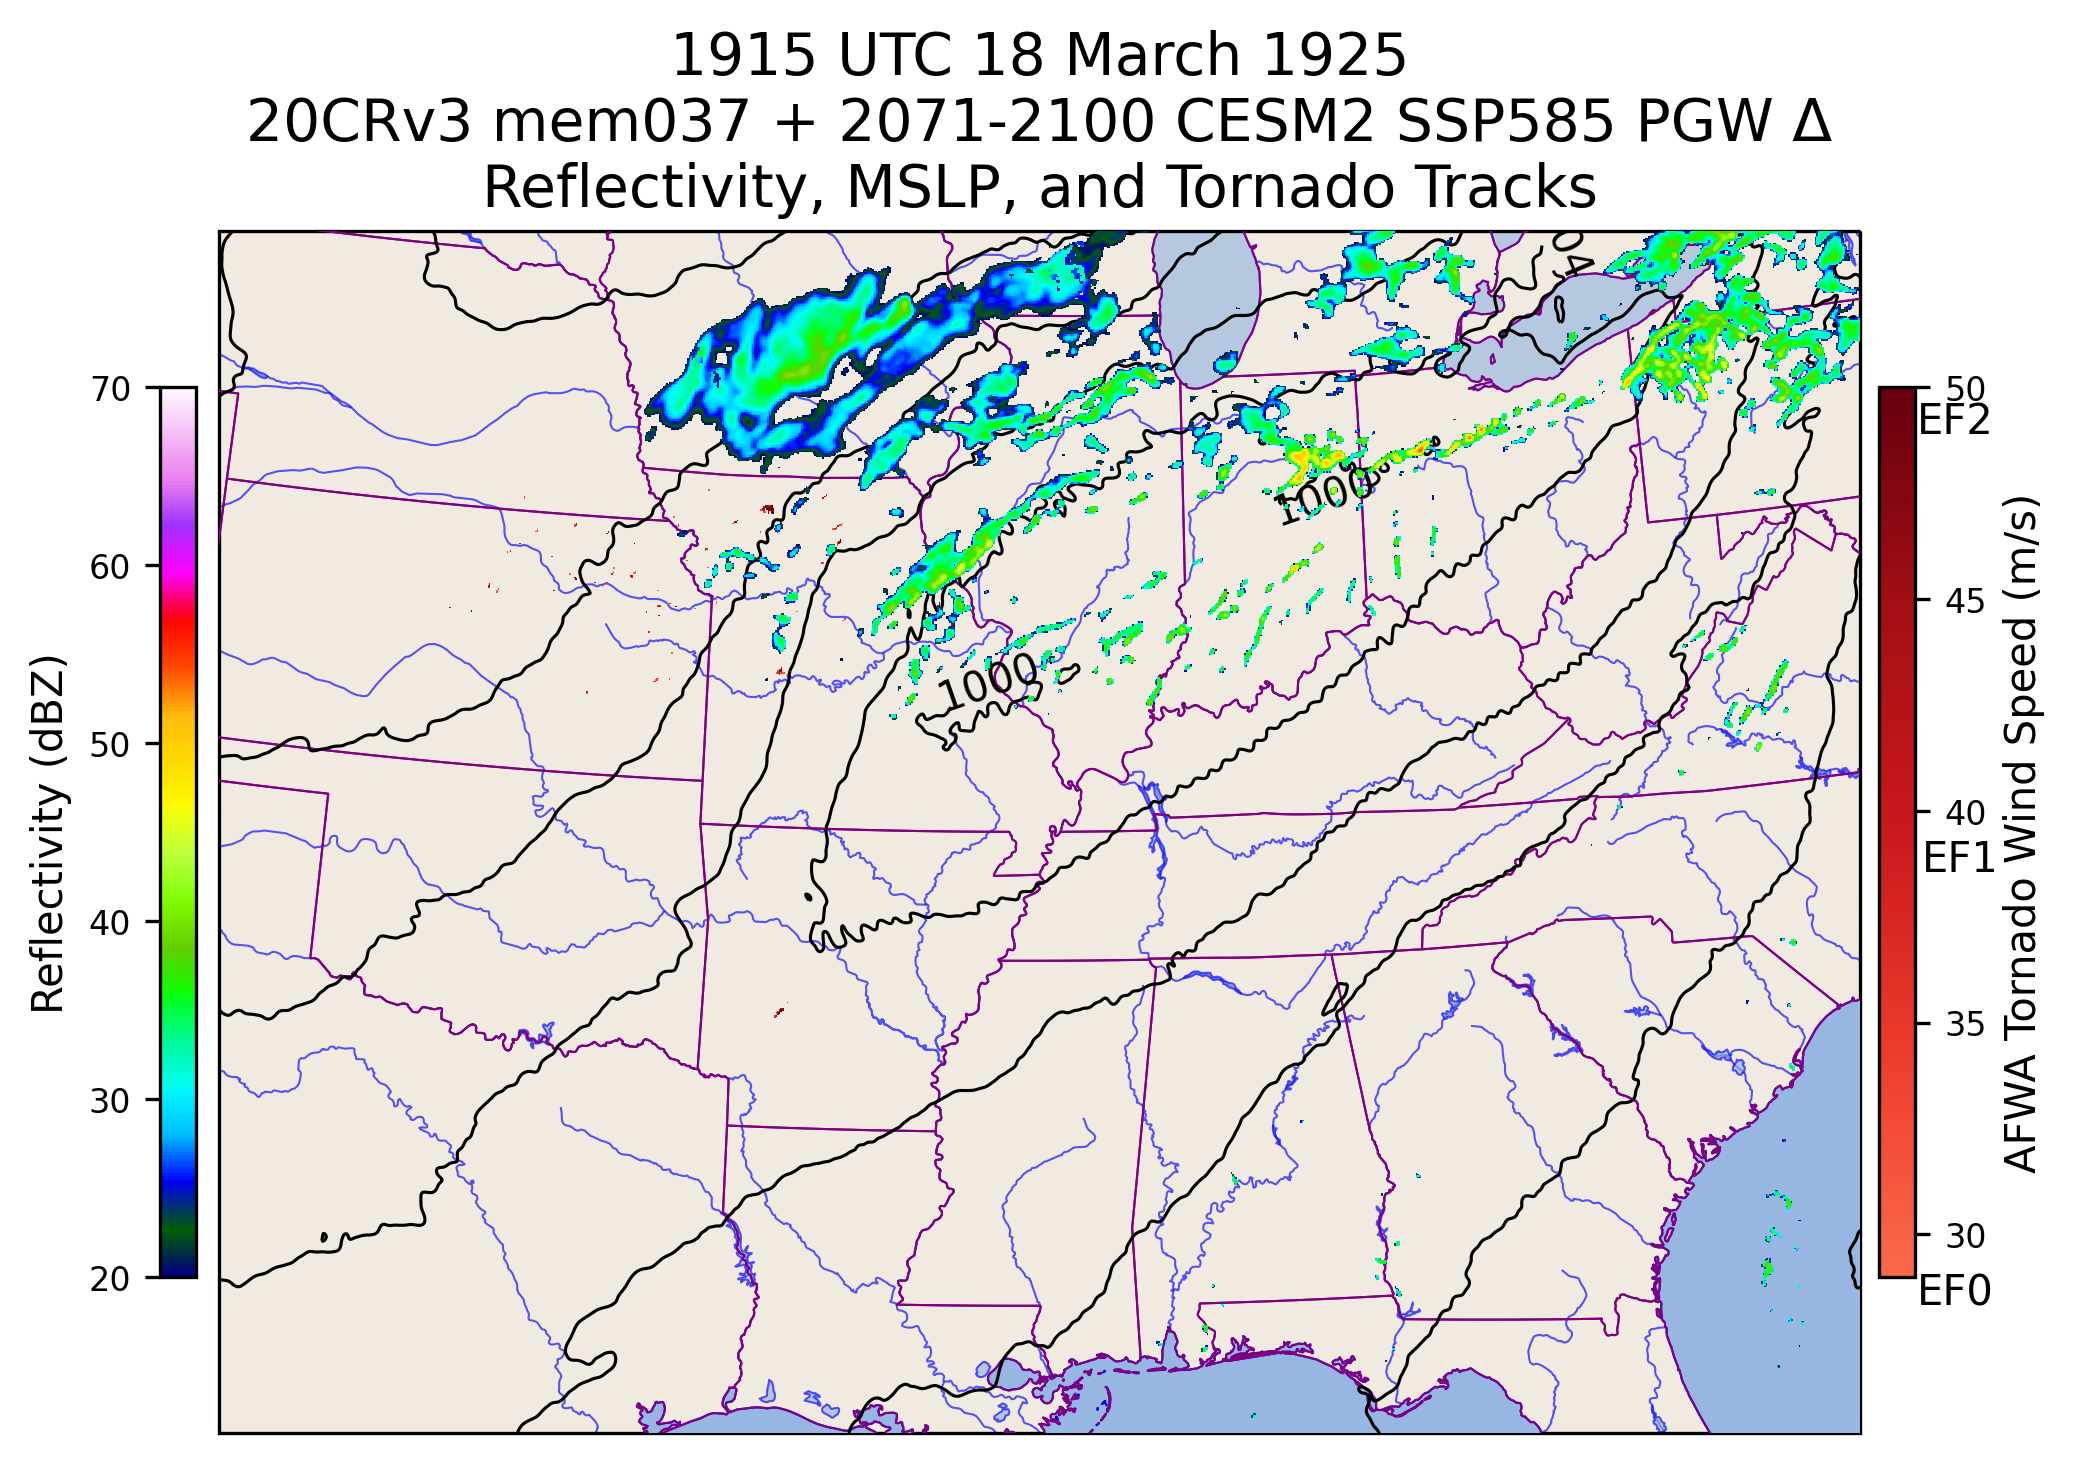 1915 UTC 18 March 1925
20CRv3 mem037 + 2071-2100 CESM2 SSP585 PGW Δ
Reflectivity, MSLP, and Tornado Tracks
70
60
50
40
30
20
Reflectivity (dBZ)
1000
1000
50
EF2
45
40
EF1
35
30
EF0
AFWA Tornado Wind Speed (m/s)